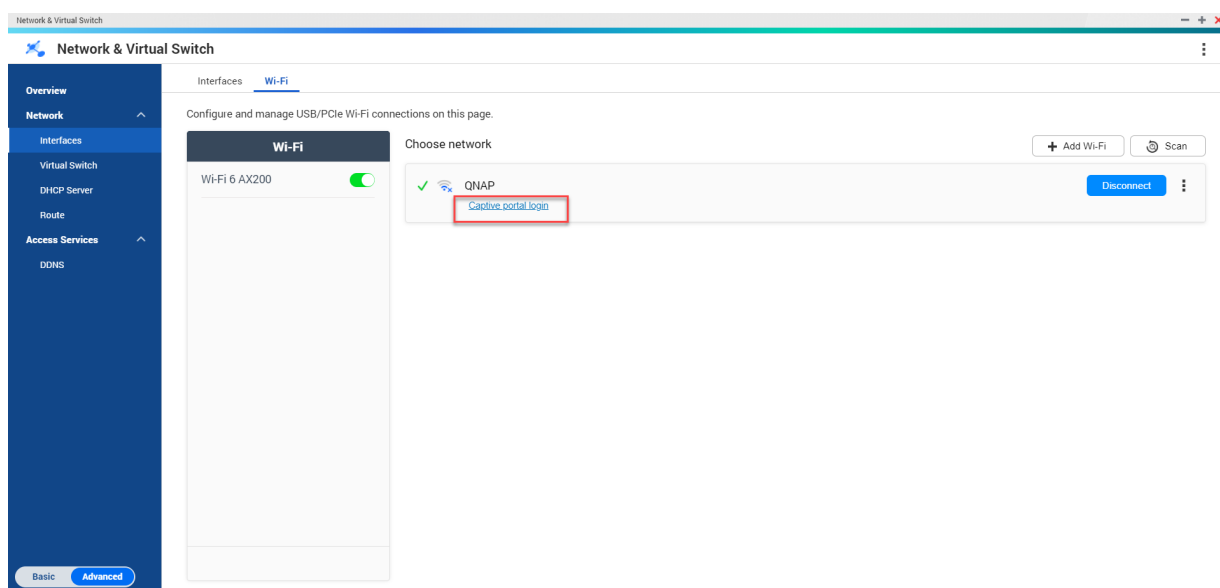 Network & Virtual Switch
Network & Virtual Switch
Overview
Network
Interfaces
Virtual Switch
DHCP Server
Route
Access Services
DDNS
Basic Advanced
Interfaces Wi-Fi
Configure and manage USB/PCIe Wi-Fi connections on this page.
Wi-Fi
Wi-Fi 6 AX200
Choose network
+ Add Wi-Fi Scan
QNAP
Captive portal login
Disconnect